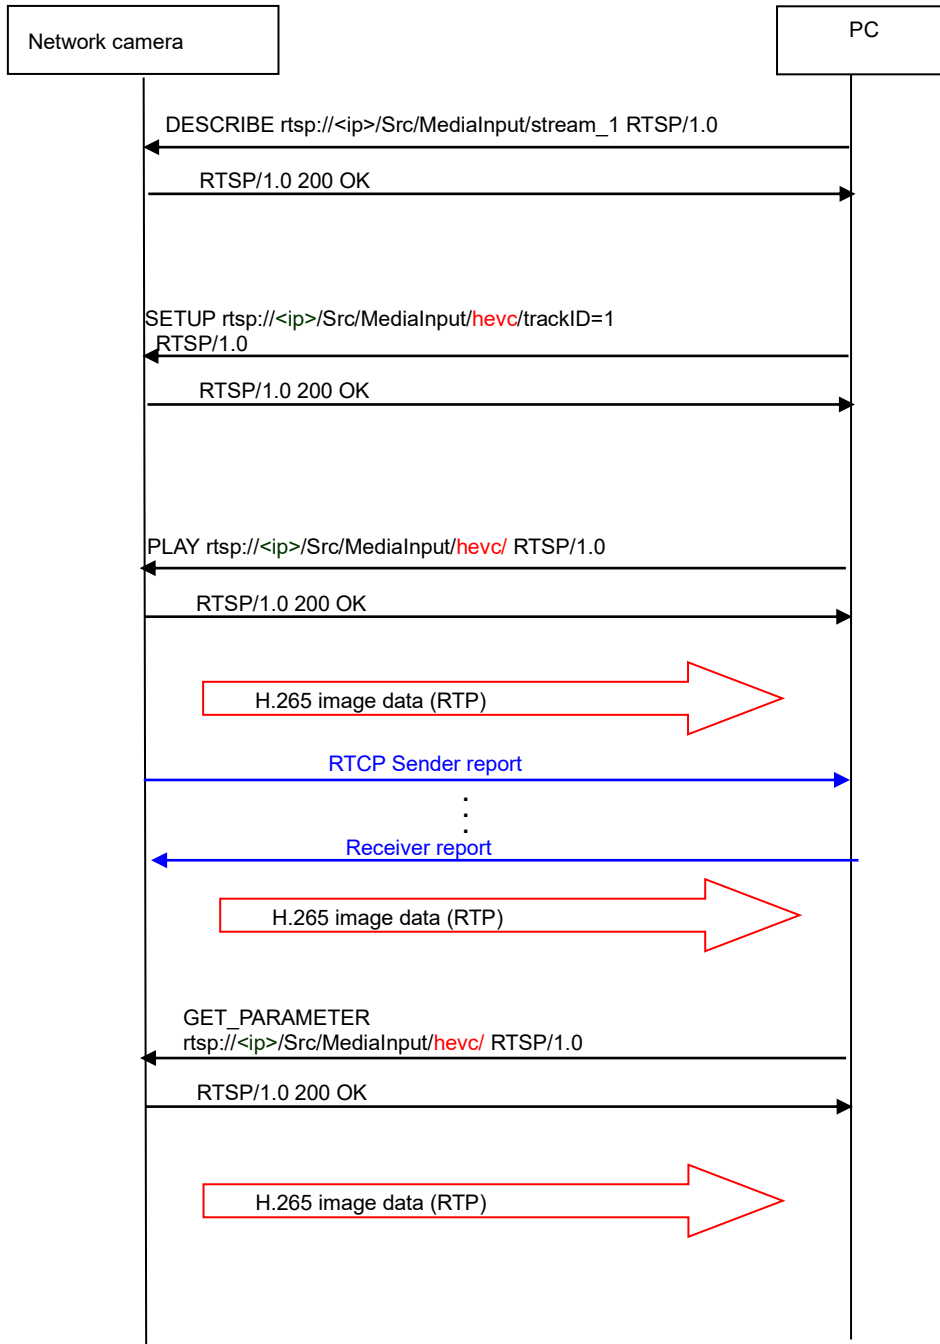 Network camera
PC
DESCRIBE rtsp://<ip>/Src/MediaInput/stream_1 RTSP/1.0
RTSP/1.0 200 OK
SETUP rtsp://<ip>/Src/MediaInput/hevc/trackID=1
RTSP/1.0
RTSP/1.0 200 OK
PLAY rtsp://<ip>/Src/MediaInput/hevc/ RTSP/1.0
RTSP/1.0 200 OK
H.265 image data (RTP)
RTCP Sender report
.
.
.
Receiver report
H.265 image data (RTP)
GET_PARAMETER
rtsp://<ip>/Src/MediaInput/hevc/ RTSP/1.0
RTSP/1.0 200 OK
H.265 image data (RTP)